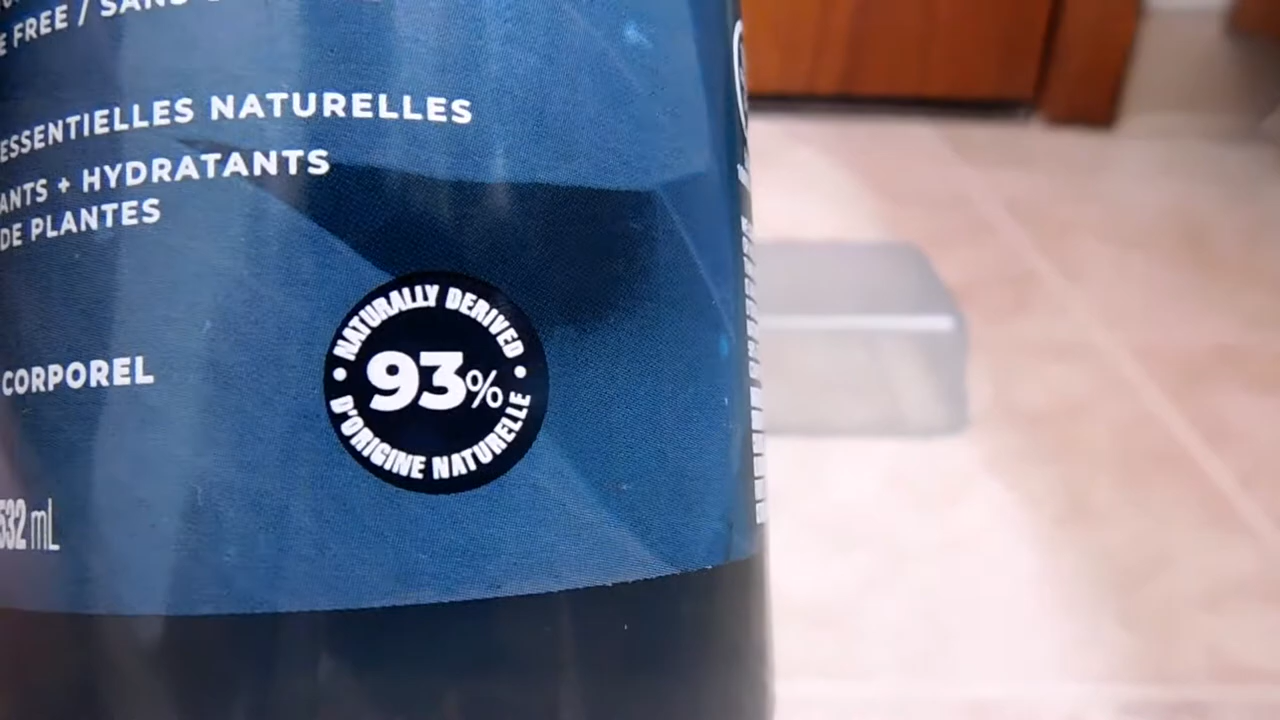 FREE / SANS
ESSENTIELLES NATURELLES
ANTS + HYDRATANTS
DE PLANTES
CORPOREL
NATURALLY DERIVED
93%
D'ORIGINE NATURELLE
532 mL